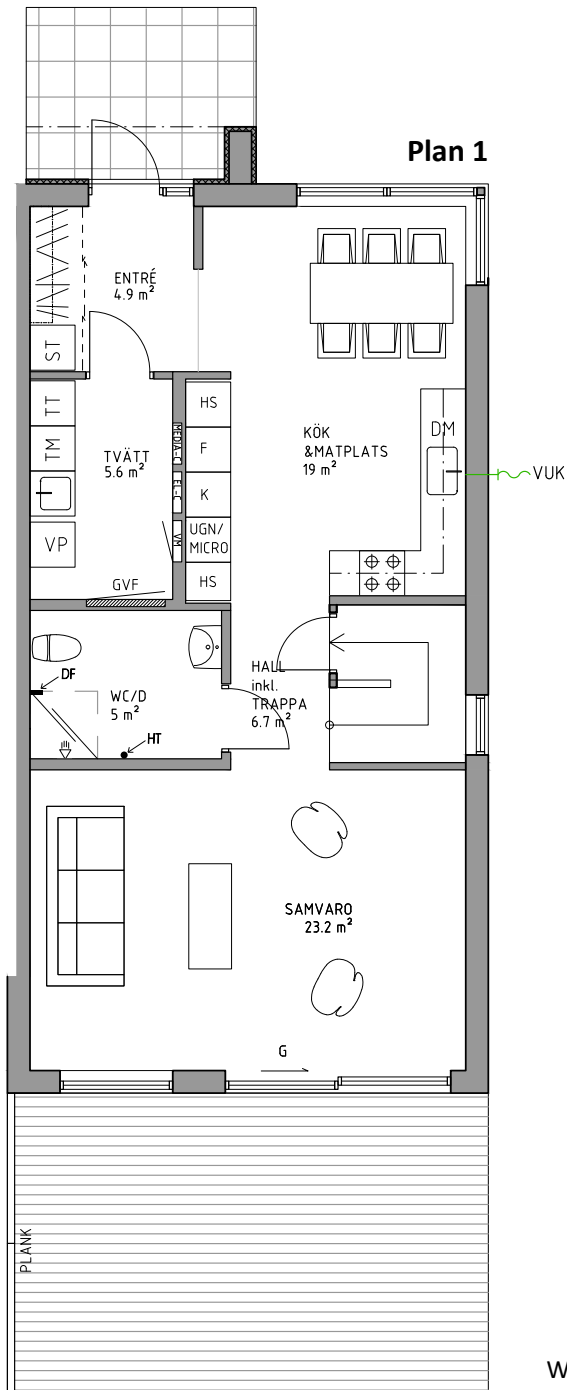 Plan 1
ENTRÉ
4.9 m²
ST
TT
TM
TVÄTT
5.6 m²
VP
GVF
MEDIA-C
EL-C
VM
HS
F
K
UGN/
MICRO
HS
KÖK
&MATPLATS
19 m²
DM
VUK
DF
WC/D
5 m²
HT
HALL
inkl.
TRAPPA
6.7 m²
SAMVARO
23.2 m²
G
PLANK
W